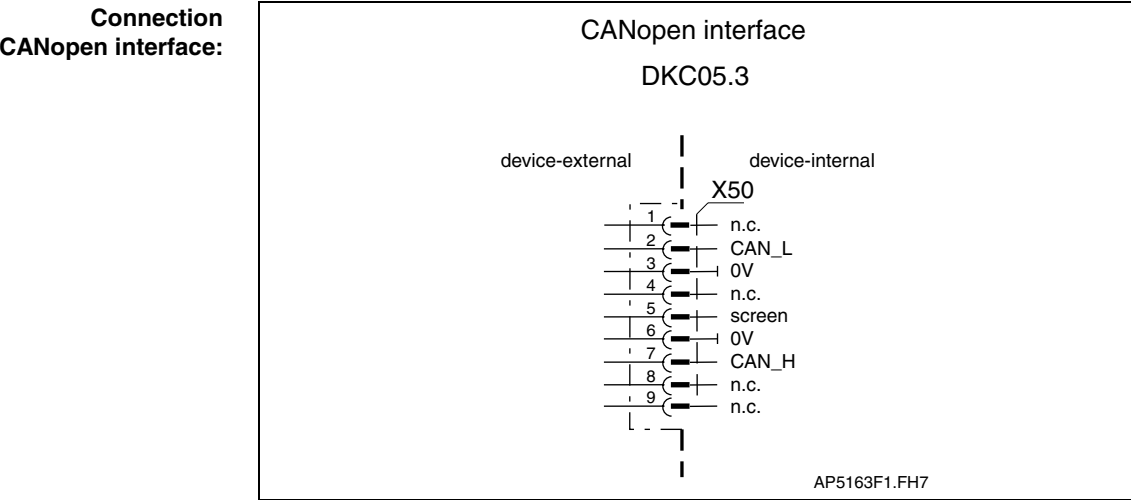 Connection
CANopen interface:
CANopen interface
DKC05.3
device-external device-internal
X50
1 n.c.
2 CAN_L
3 0V
4 n.c.
5 screen
6 0V
7 CAN_H
8 n.c.
9 n.c.
AP5163F1.FH7